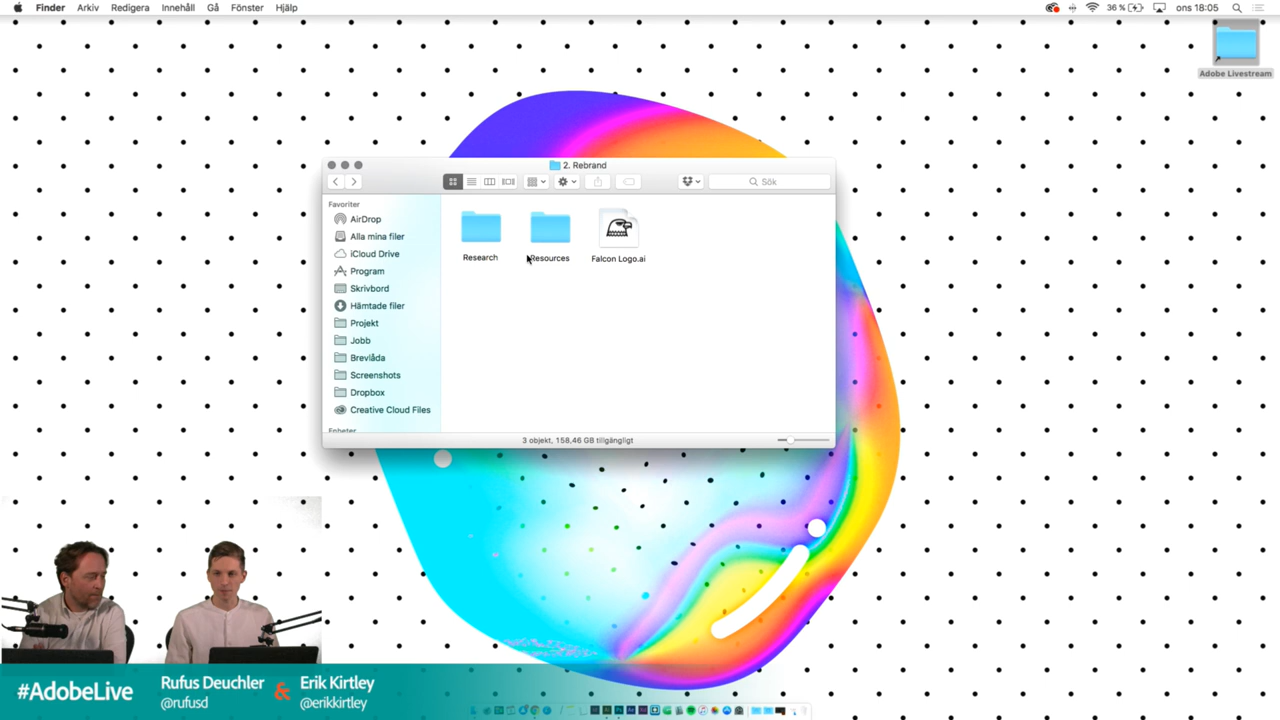 Finder Arkiv Redigera Innehåll Gå Fönster Hjälp
36 % ons 18:05
Adobe Livestream
2. Rebrand
Sök
Favoriter
AirDrop
Alla mina filer
iCloud Drive
Program
Skrivbord
Hämtade filer
Projekt
Jobb
Brevlåda
Screenshots
Dropbox
Creative Cloud Files
Enheter
Research Resources Falcon Logo.ai
3 objekt, 158,46 GB tillgängligt
#AdobeLive
Rufus Deuchler & Erik Kirtley
@rufusd @erikkirtley